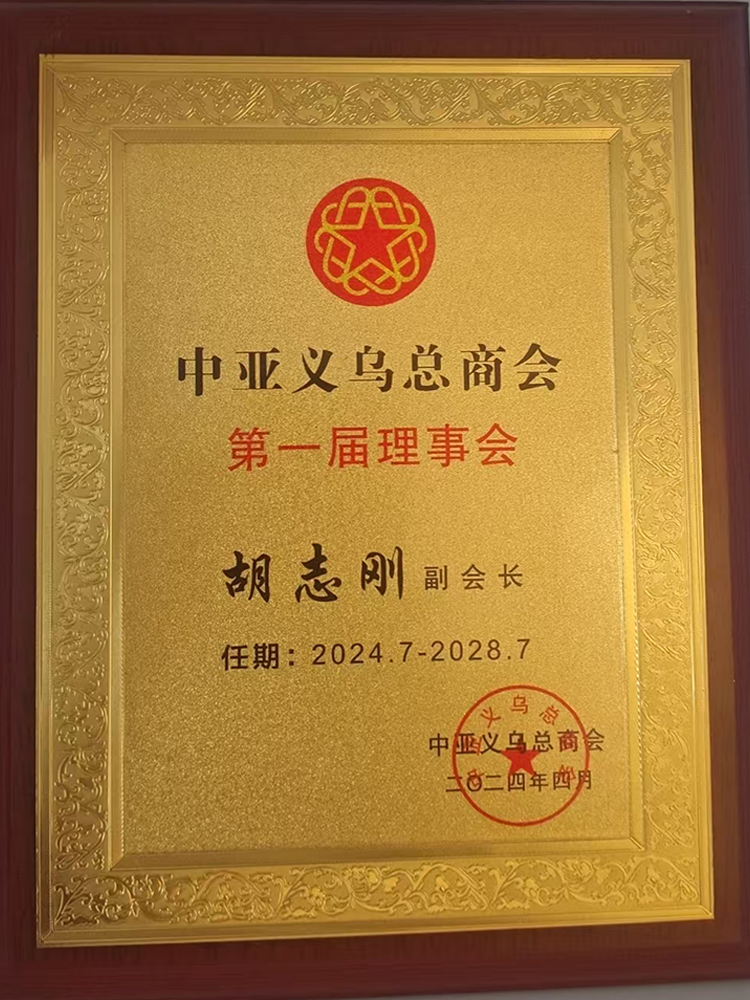 中亚义乌总商会
第一届理事会
胡志刚 副会长
任期：2024.7-2028.7
中亚义乌总商会
二〇二四年四月